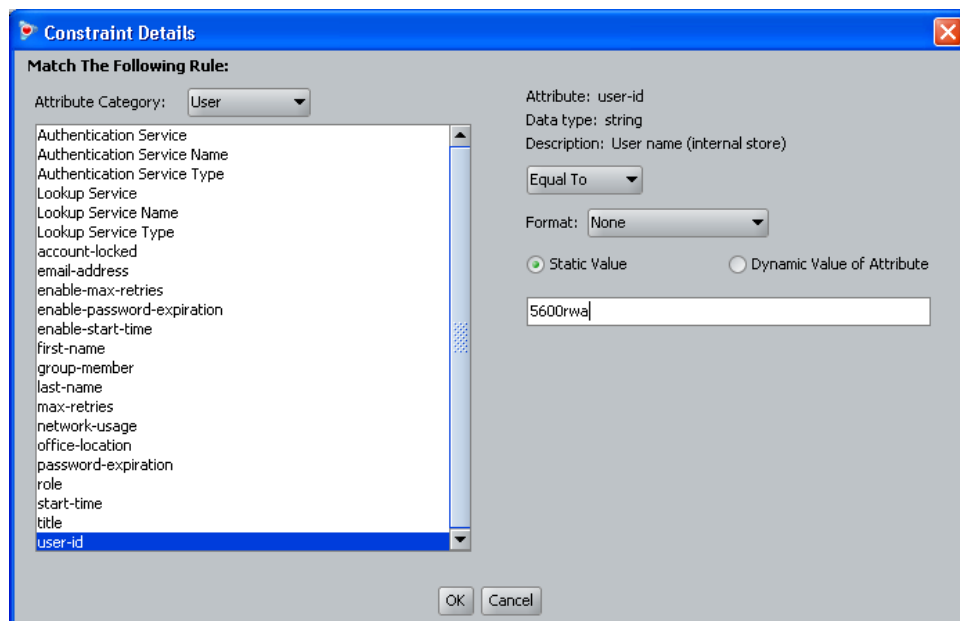 Constraint Details
Match The Following Rule:
Attribute Category: User
Authentication Service
Authentication Service Name
Authentication Service Type
Lookup Service
Lookup Service Name
Lookup Service Type
account-locked
email-address
enable-max-retries
enable-password-expiration
enable-start-time
first-name
group-member
last-name
max-retries
network-usage
office-location
password-expiration
role
start-time
title
user-id
Attribute: user-id
Data type: string
Description: User name (internal store)
Equal To
Format: None
Static Value Dynamic Value of Attribute
5600rwa
OK Cancel